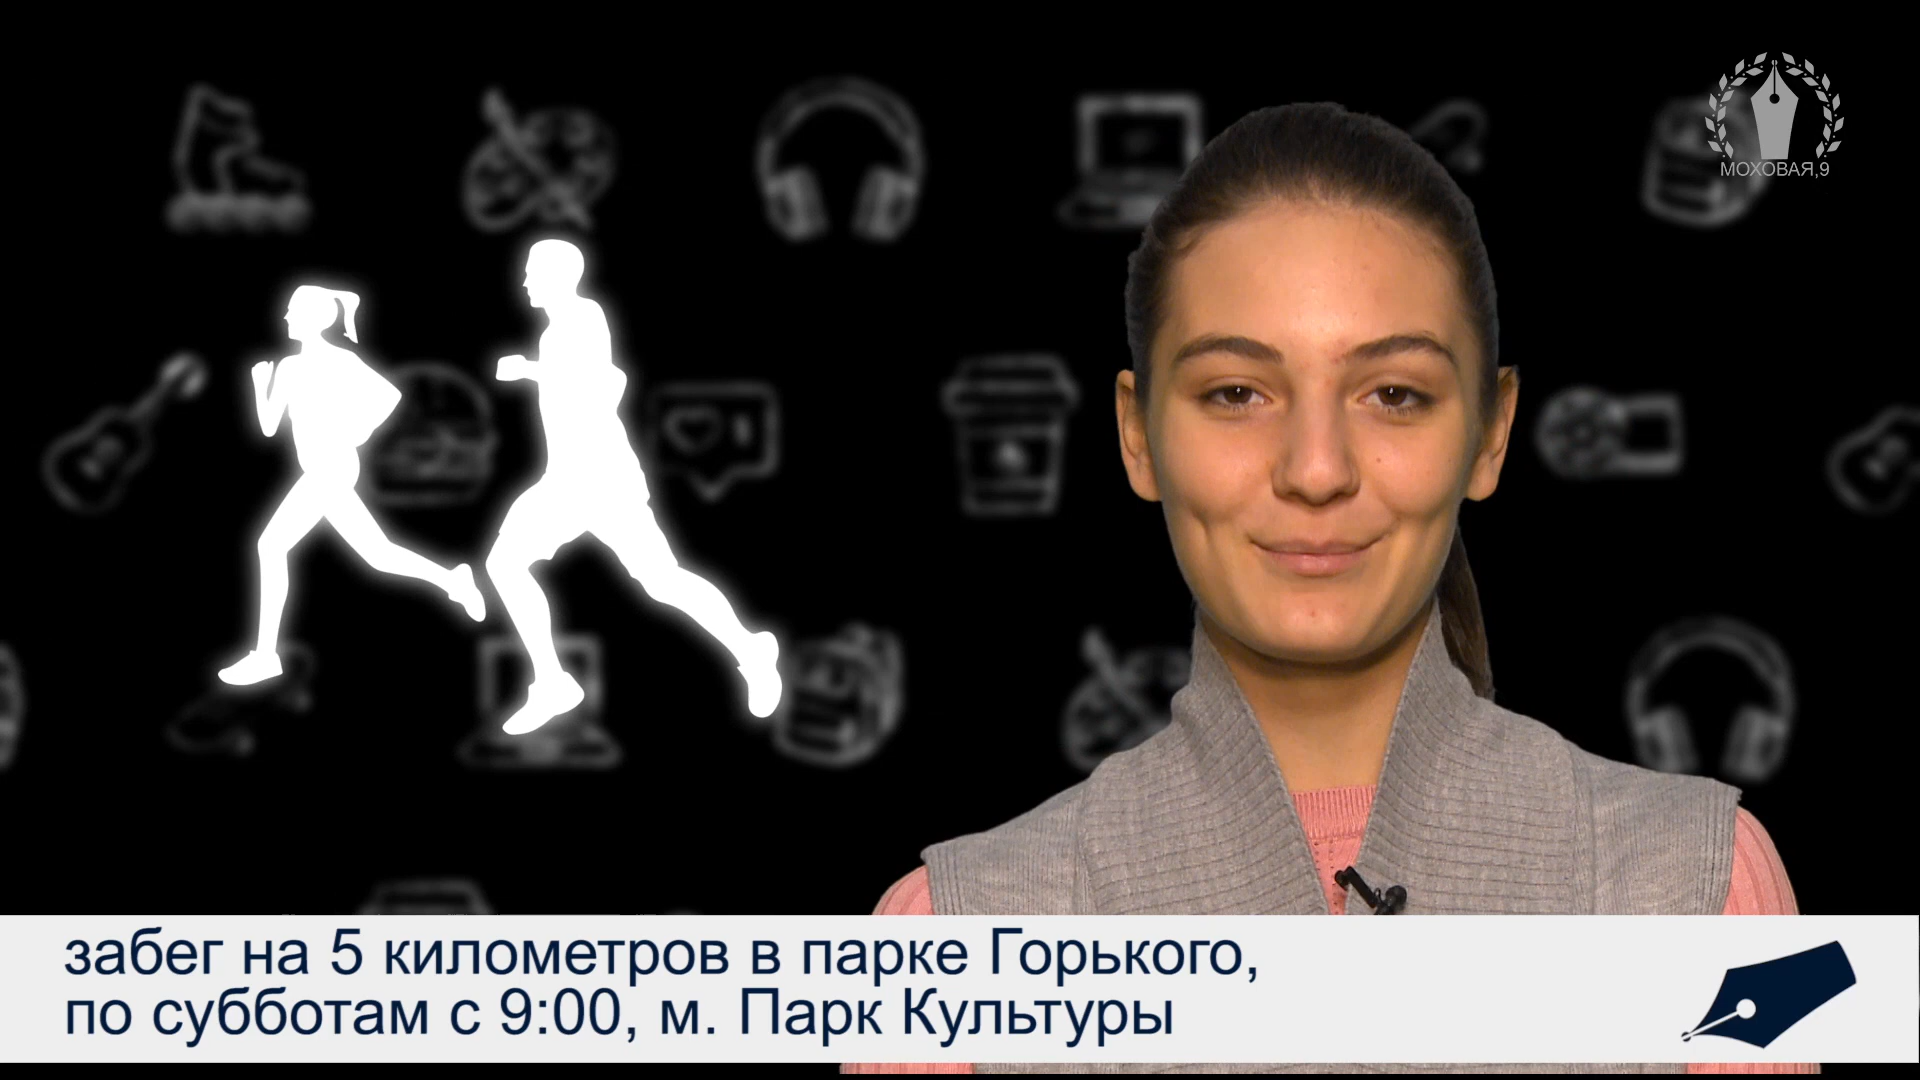 МОХОВАЯ,9
забег на 5 километров в парке Горького,
по субботам с 9:00, м. Парк Культуры